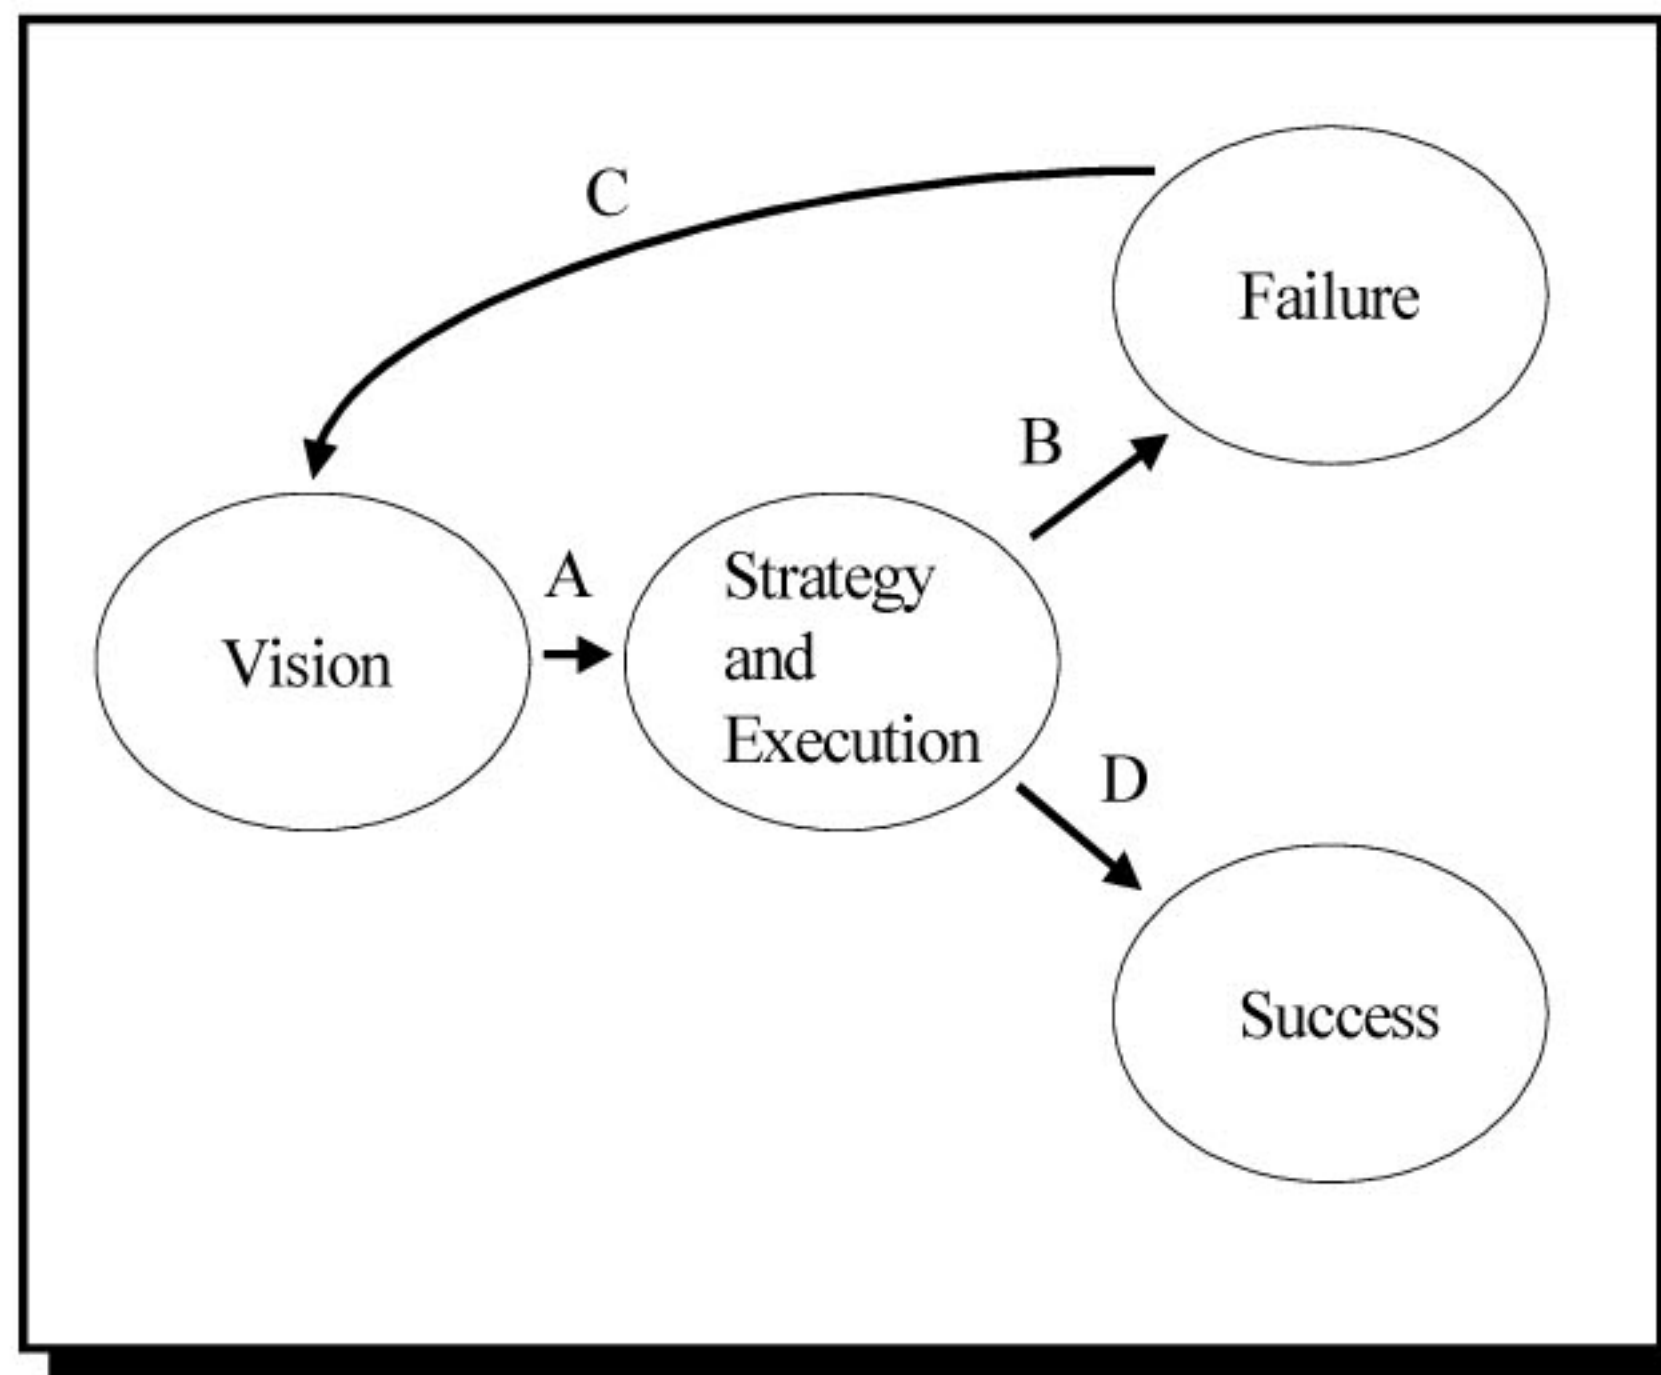 C
Failure
B
A
Vision
Strategy
and
Execution
D
Success